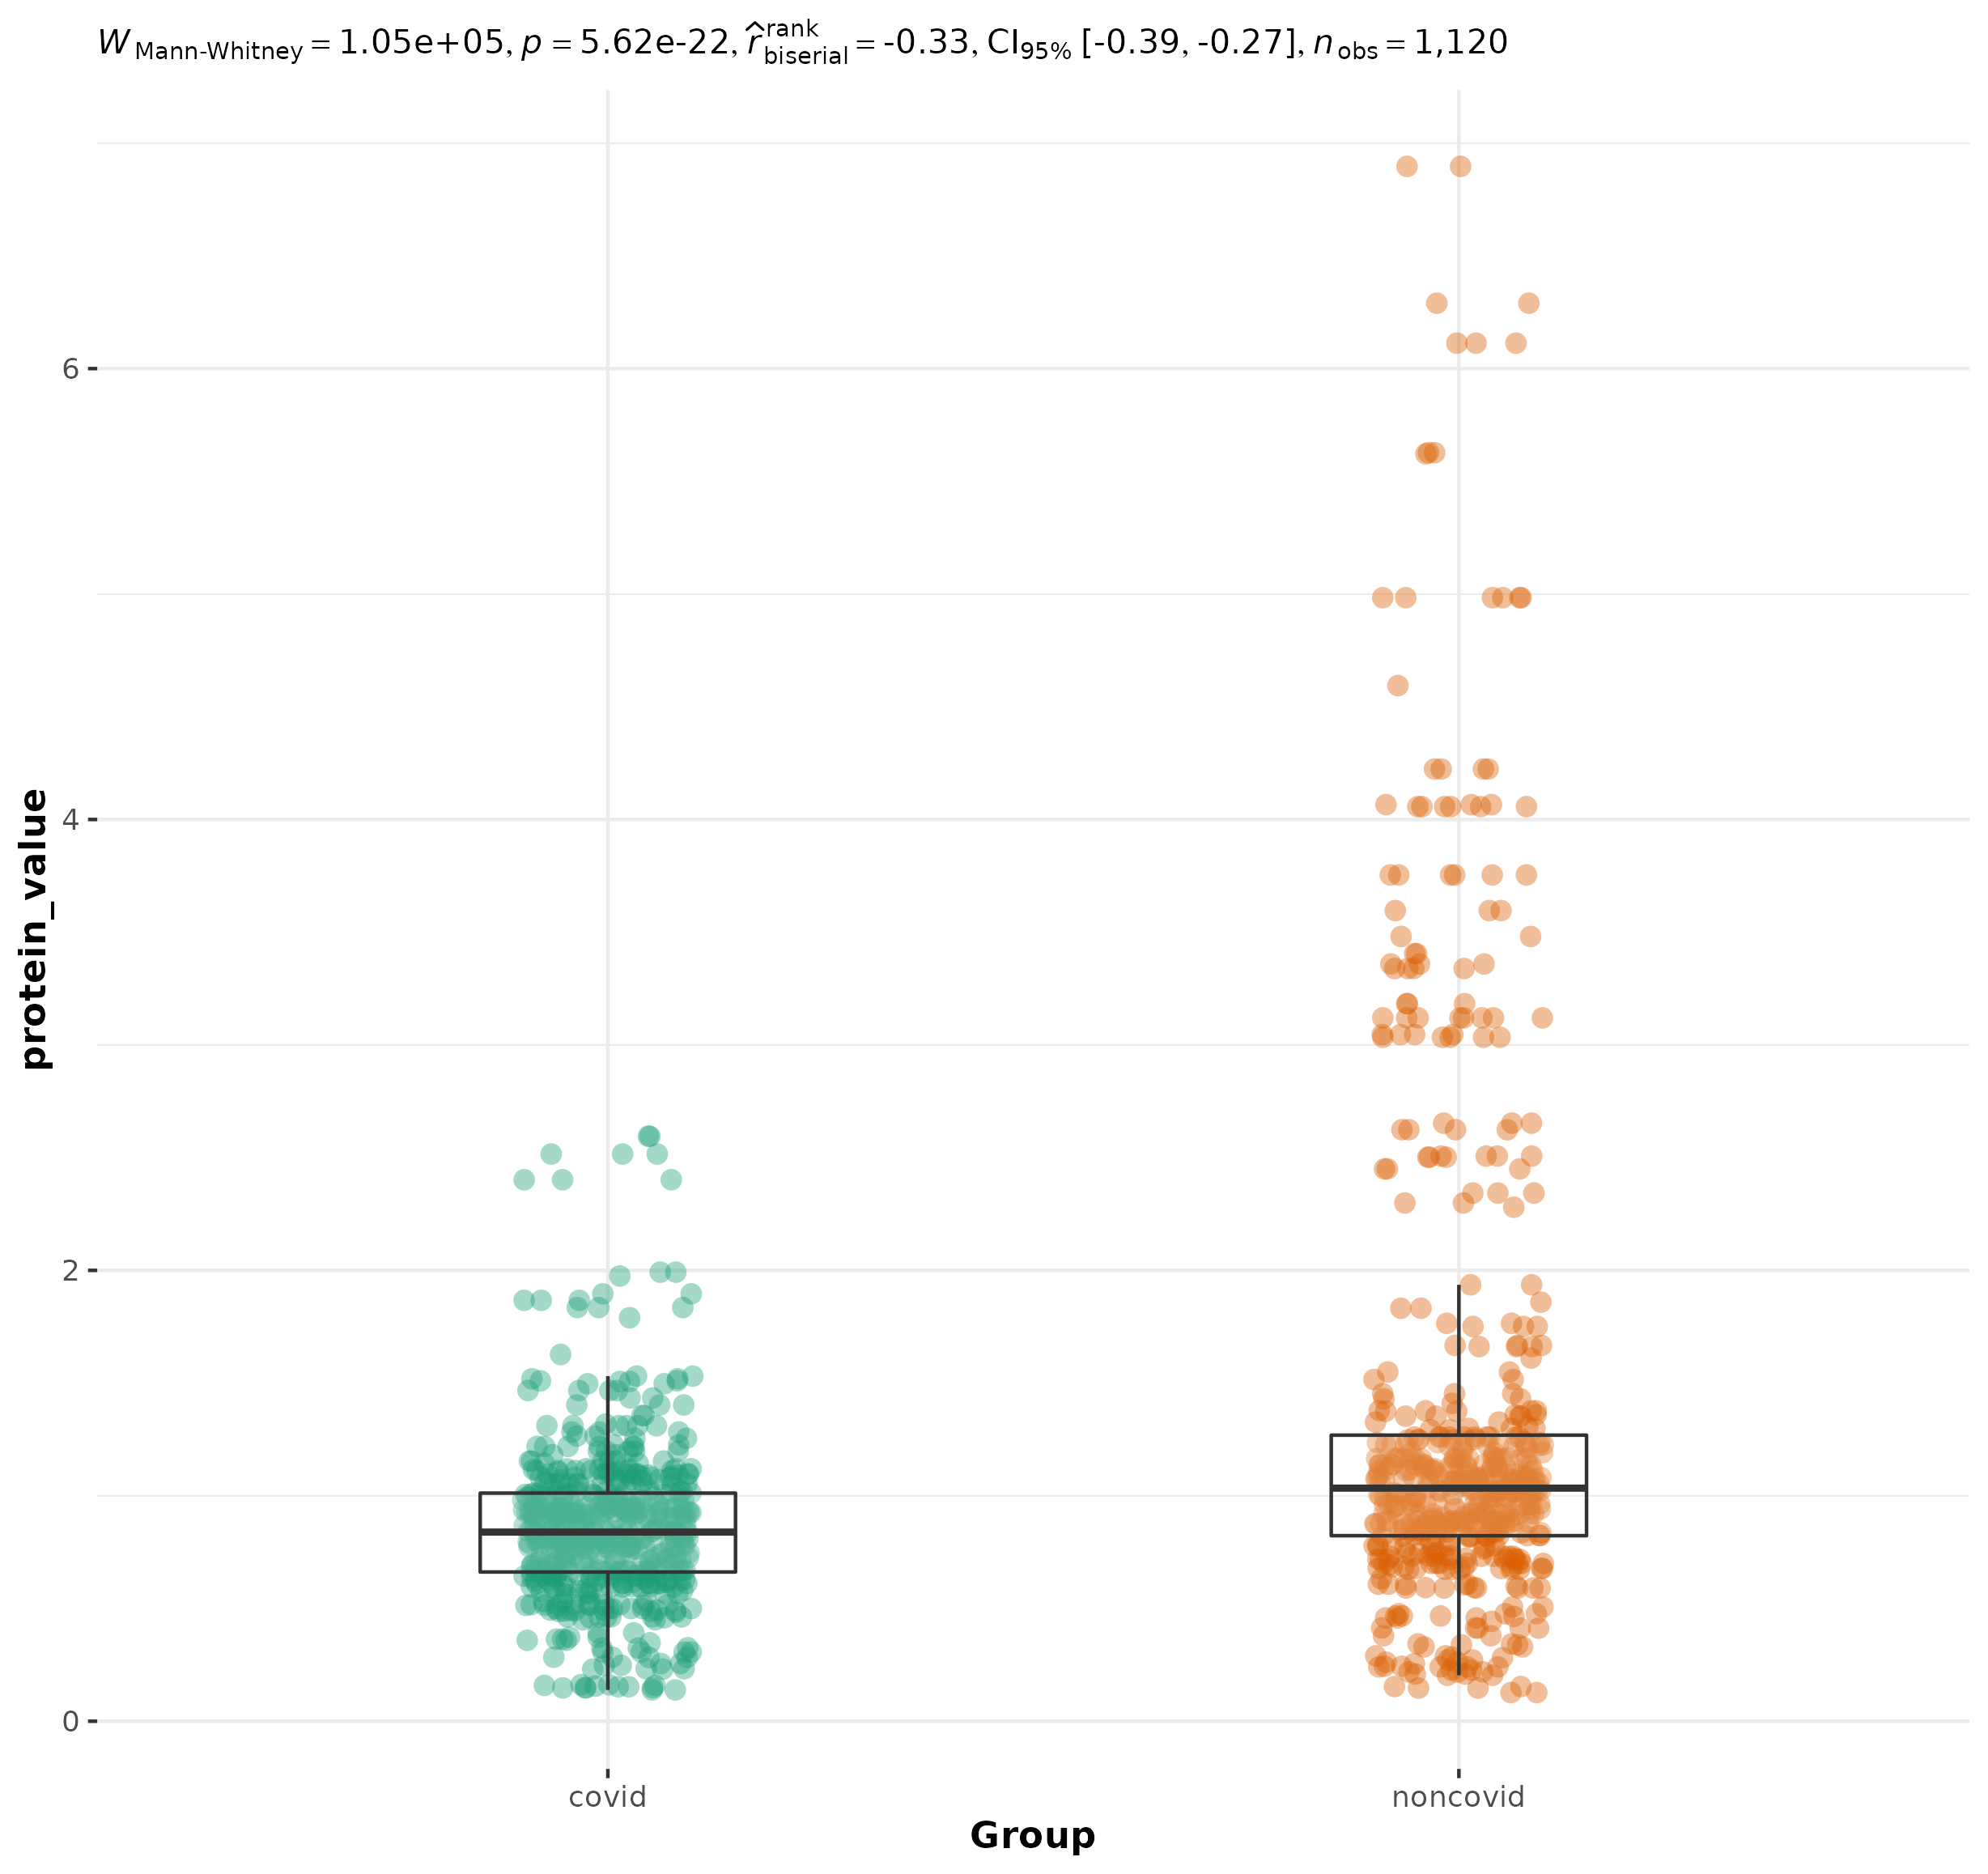 W Mann-Whitney = 1.05e+05, p = 5.62e-22, r̂ rank biserial = -0.33, CI95% [-0.39, -0.27], n obs = 1,120
6
4
2
0
protein_value
covid noncovid
Group